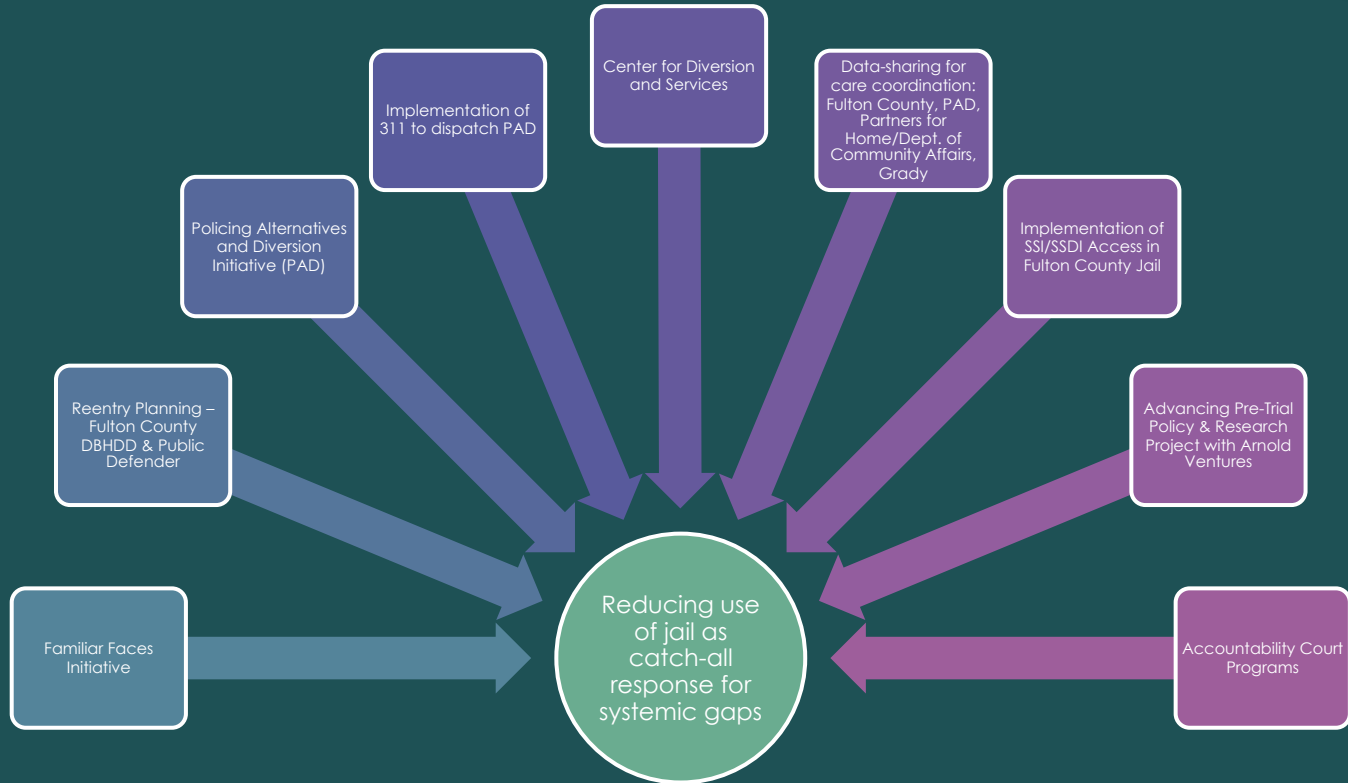 Familiar Faces
Initiative
Reentry Planning –
Fulton County
DBHDD & Public
Defender
Policing Alternatives
and Diversion
Initiative (PAD)
Implementation of
311 to dispatch PAD
Center for Diversion
and Services
Data-sharing for
care coordination:
Fulton County, PAD,
Partners for
Home/Dept. of
Community Affairs,
Grady
Implementation of
SSI/SSDI Access in
Fulton County Jail
Advancing Pre-Trial
Policy & Research
Project with Arnold
Ventures
Accountability Court
Programs
Reducing use
of jail as
catch-all
response for
systemic gaps